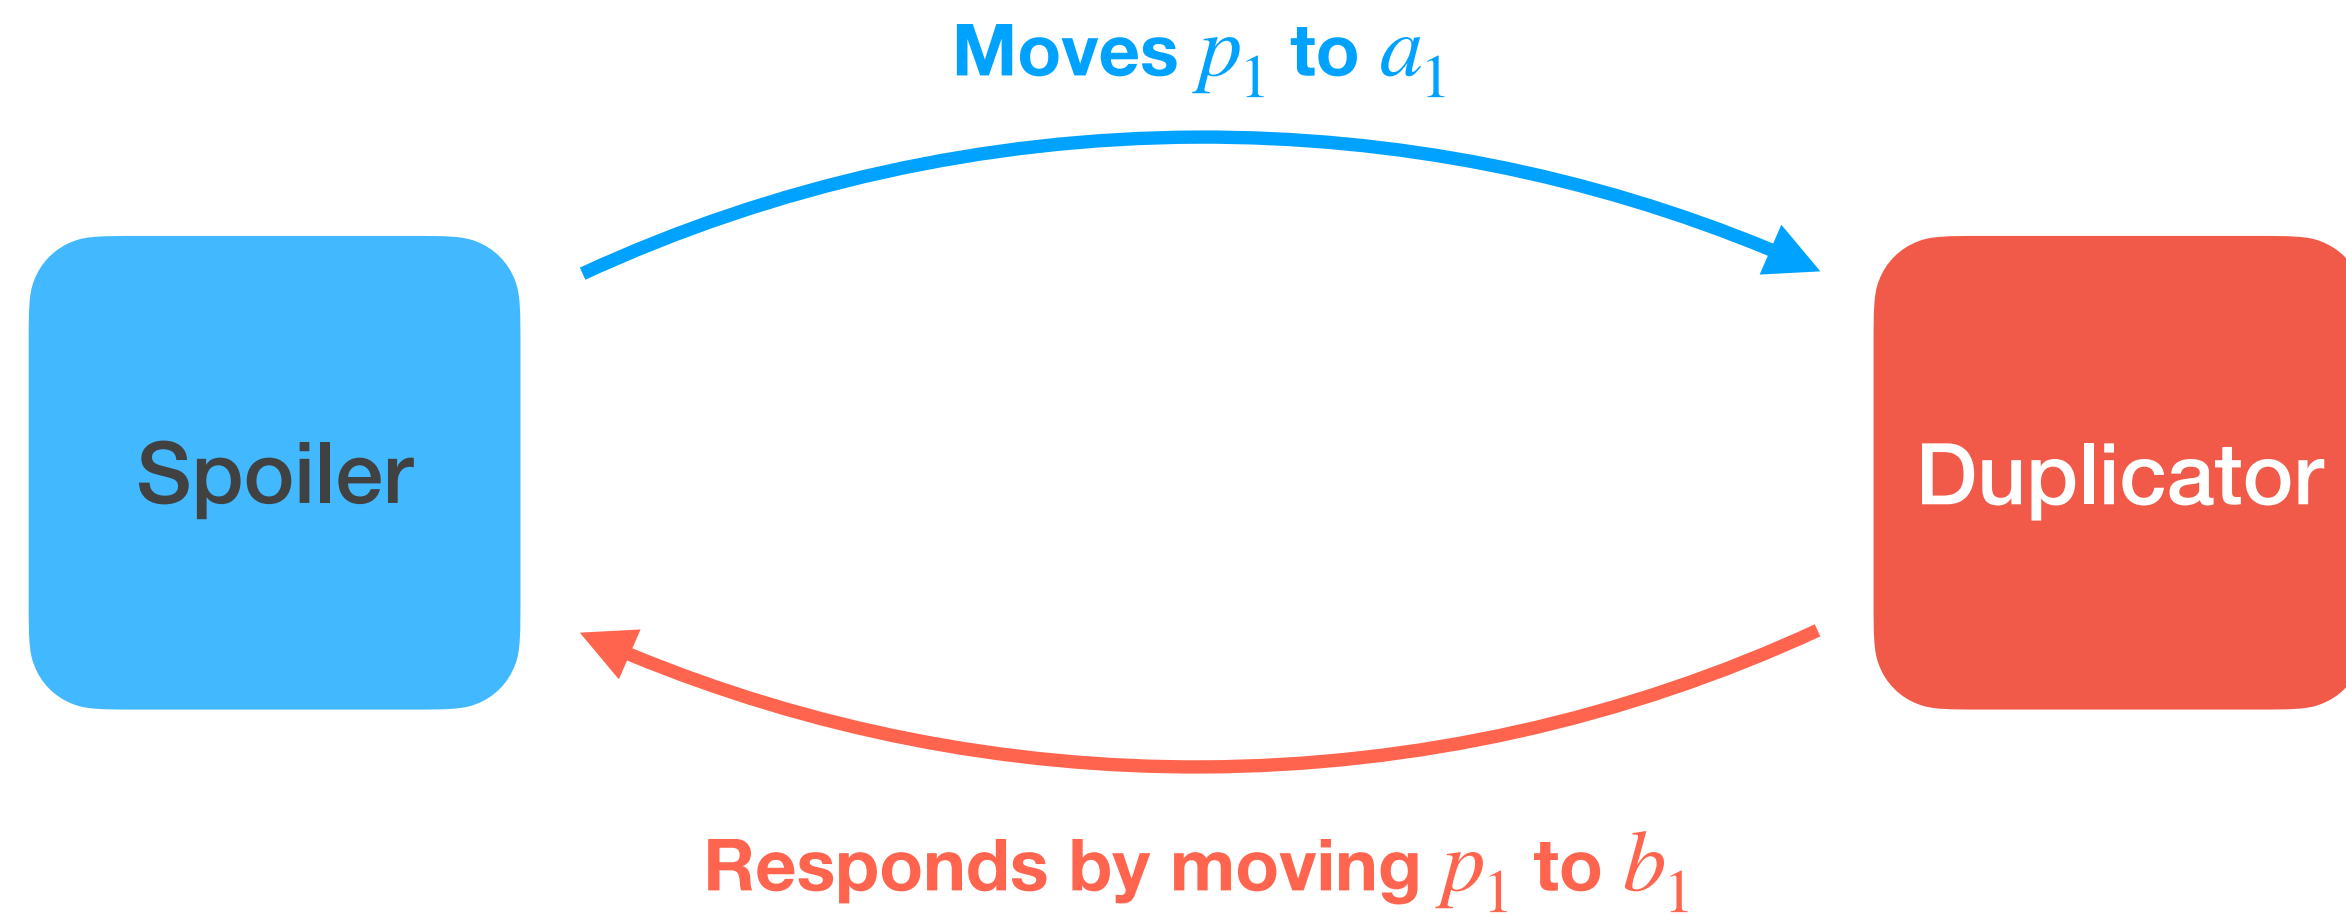 Moves p₁ to a₁
Spoiler
Duplicator
Responds by moving p₁ to b₁